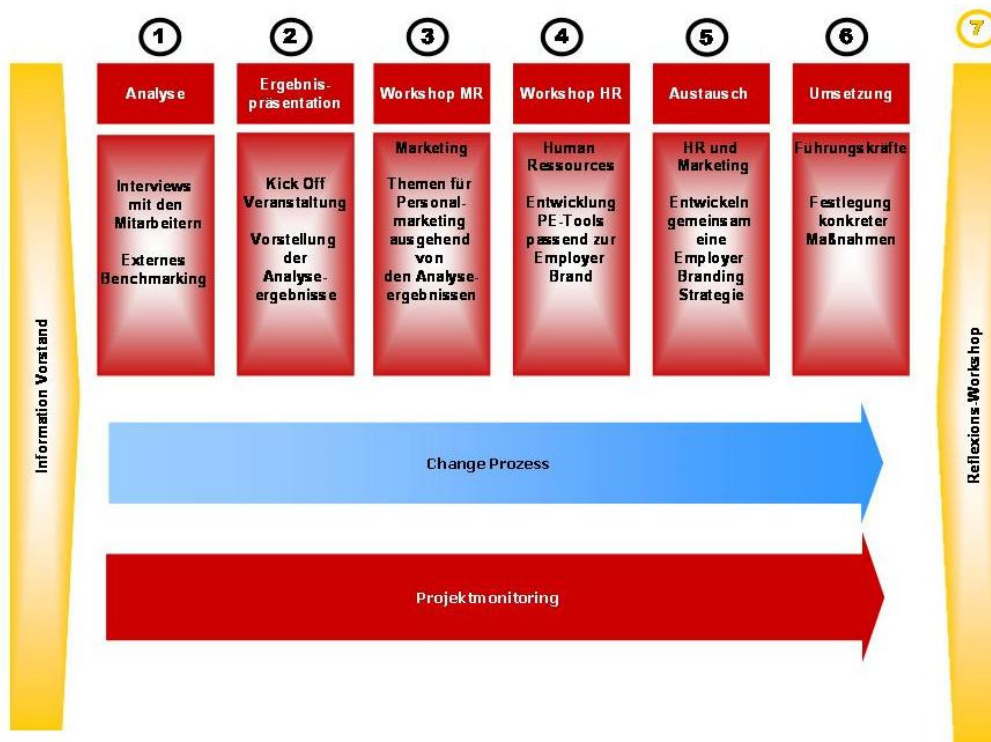 1
2
3
4
5
6
7
Information Vorstand
Analyse
Interviews
mit den
Mitarbeitern
Externes
Benchmarking
Ergebnis-
präsentation
Kick Off
Veranstaltung
Vorstellung
der
Analyse-
ergebnisse
Workshop MR
Marketing
Themen für
Personal-
marketing
ausgehend
von
den Analyse-
ergebnissen
Workshop HR
Human
Ressources
Entwicklung
PE-Tools
passend zur
Employer
Brand
Austausch
HR und
Marketing
Entwickeln
gemeinsam
eine
Employer
Branding
Strategie
Umsetzung
Führungskräfte
Festlegung
konkreter
Maßnahmen
Reflexions-Workshop
Change Prozess
Projektmonitoring